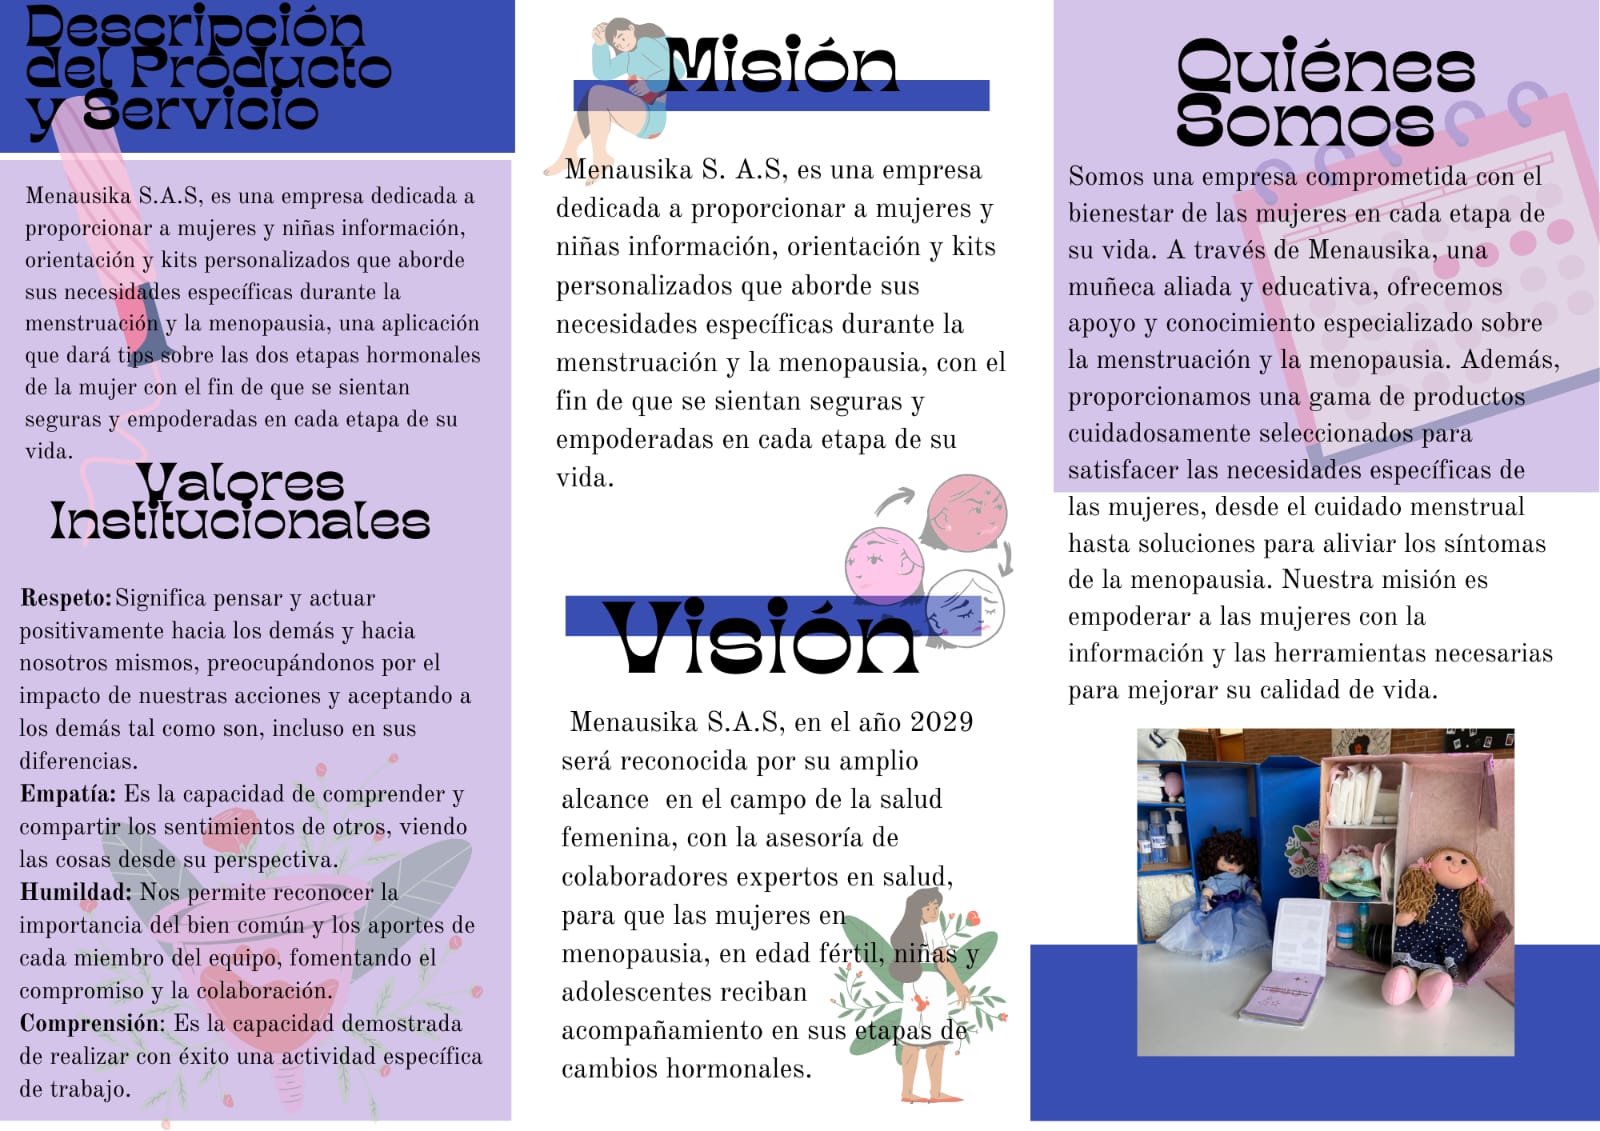 Descripción
del Producto
y Servicio
Menausika S.A.S, es una empresa dedicada a
proporcionar a mujeres y niñas información,
orientación y kits personalizados que aborde
sus necesidades específicas durante la
menstruación y la menopausia, una aplicación
que dará tips sobre las dos etapas hormonales
de la mujer con el fin de que se sientan
seguras y empoderadas en cada etapa de su
vida.
Valores
Institucionales
Respeto: Significa pensar y actuar
positivamente hacia los demás y hacia
nosotros mismos, preocupándonos por el
impacto de nuestras acciones y aceptando a
los demás tal como son, incluso en sus
diferencias.
Empatía: Es la capacidad de comprender y
compartir los sentimientos de otros, viendo
las cosas desde su perspectiva.
Humildad: Nos permite reconocer la
importancia del bien común y los aportes de
cada miembro del equipo, fomentando el
compromiso y la colaboración.
Comprensión: Es la capacidad demostrada
de realizar con éxito una actividad específica
de trabajo.
Misión
Menausika S. A.S, es una empresa
dedicada a proporcionar a mujeres y
niñas información, orientación y kits
personalizados que aborde sus
necesidades específicas durante la
menstruación y la menopausia, con el
fin de que se sientan seguras y
empoderadas en cada etapa de su
vida.
Visión
Menausika S.A.S, en el año 2029
será reconocida por su amplio
alcance en el campo de la salud
femenina, con la asesoría de
colaboradores expertos en salud,
para que las mujeres en
menopausia, en edad fértil, niñas y
adolescentes reciban
acompañamiento en sus etapas de
cambios hormonales.
Quiénes
Somos
Somos una empresa comprometida con el
bienestar de las mujeres en cada etapa de
su vida. A través de Menausika, una
muñeca aliada y educativa, ofrecemos
apoyo y conocimiento especializado sobre
la menstruación y la menopausia. Además,
proporcionamos una gama de productos
cuidadosamente seleccionados para
satisfacer las necesidades específicas de
las mujeres, desde el cuidado menstrual
hasta soluciones para aliviar los síntomas
de la menopausia. Nuestra misión es
empoderar a las mujeres con la
información y las herramientas necesarias
para mejorar su calidad de vida.